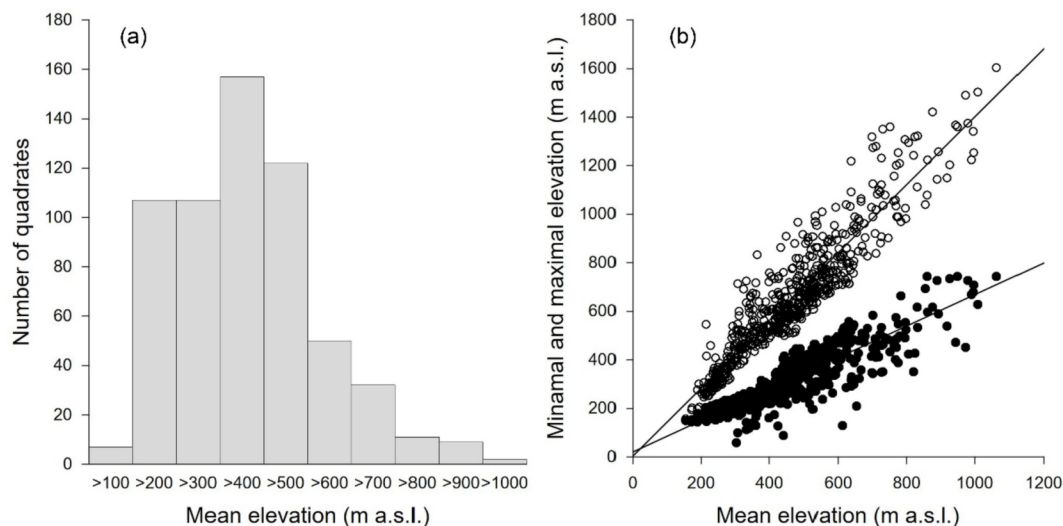 (a)
Number of quadrates
180
160
140
120
100
80
60
40
20
0
>100 >200 >300 >400 >500 >600 >700 >800 >900 >1000
Mean elevation (m a.s.l.)
(b)
Minamal and maximal elevation (m a.s.l.)
1800
1600
1400
1200
1000
800
600
400
200
0
0 200 400 600 800 1000 1200
Mean elevation (m a.s.l.)